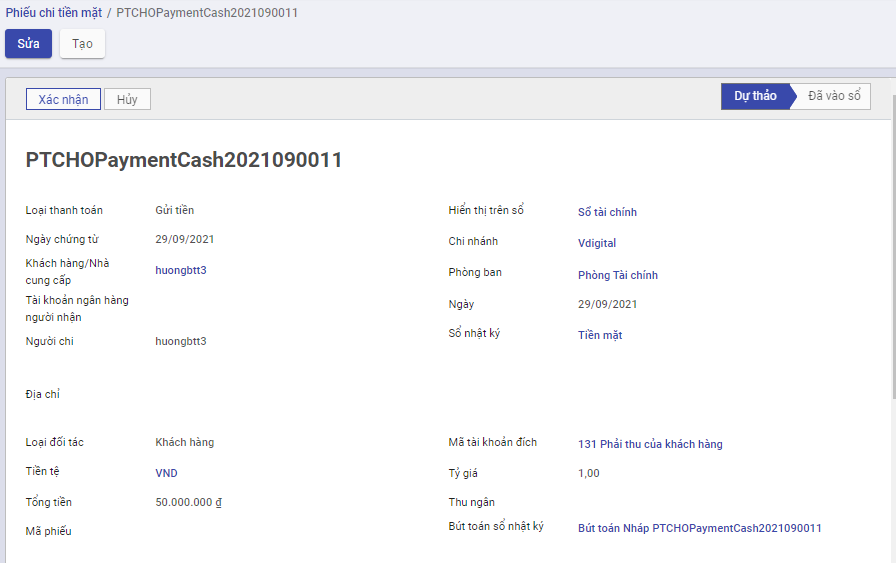 Phiếu chi tiền mặt / PTCHOPaymentCash2021090011
Sửa Tạo
Xác nhận Hủy Dự thảo Đã vào sổ
PTCHOPaymentCash2021090011
Loại thanh toán Gửi tiền
Ngày chứng từ 29/09/2021
Khách hàng/Nhà
cung cấp huongbtt3
Tài khoản ngân hàng
người nhận
Người chi huongbtt3
Địa chỉ
Hiển thị trên sổ Sổ tài chính
Chi nhánh Vdigital
Phòng ban Phòng Tài chính
Ngày 29/09/2021
Sổ nhật ký Tiền mặt
Loại đối tác Khách hàng
Tiền tệ VND
Tổng tiền 50.000.000 ₫
Mã phiếu
Mã tài khoản đích 131 Phải thu của khách hàng
Tỷ giá 1,00
Thu ngân
Bút toán sổ nhật ký Bút toán Nháp PTCHOPaymentCash2021090011